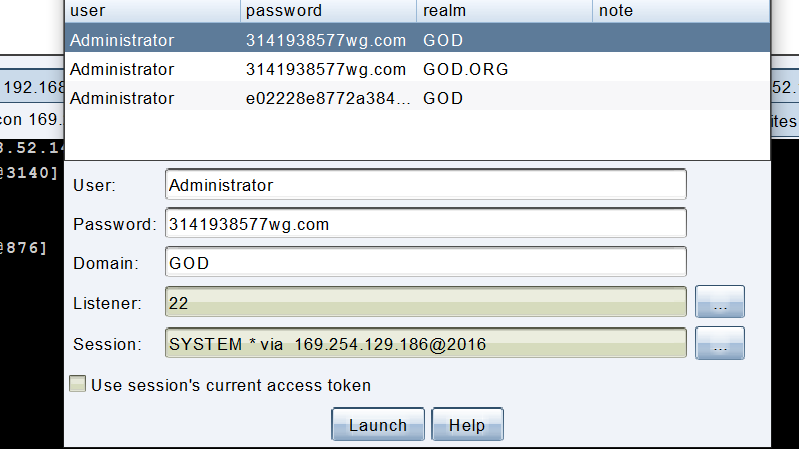 user password realm note
Administrator 3141938577wg.com GOD
Administrator 3141938577wg.com GOD.ORG
Administrator e02228e8772a384... GOD
192.168
52.
con 169.
ites
3.52.14
@3140]
@876]
User: Administrator
Password: 3141938577wg.com
Domain: GOD
Listener: 22 ...
Session: SYSTEM * via 169.254.129.186@2016 ...
Use session's current access token
Launch Help